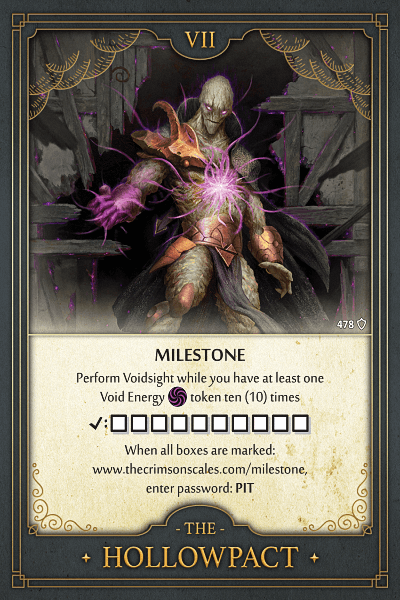 VII
478
MILESTONE
Perform Voidsight while you have at least one
Void Energy token ten (10) times
✓:
When all boxes are marked:
www.thecrimsonscales.com/milestone,
enter password: PIT
- THE -
HOLLOWPACT